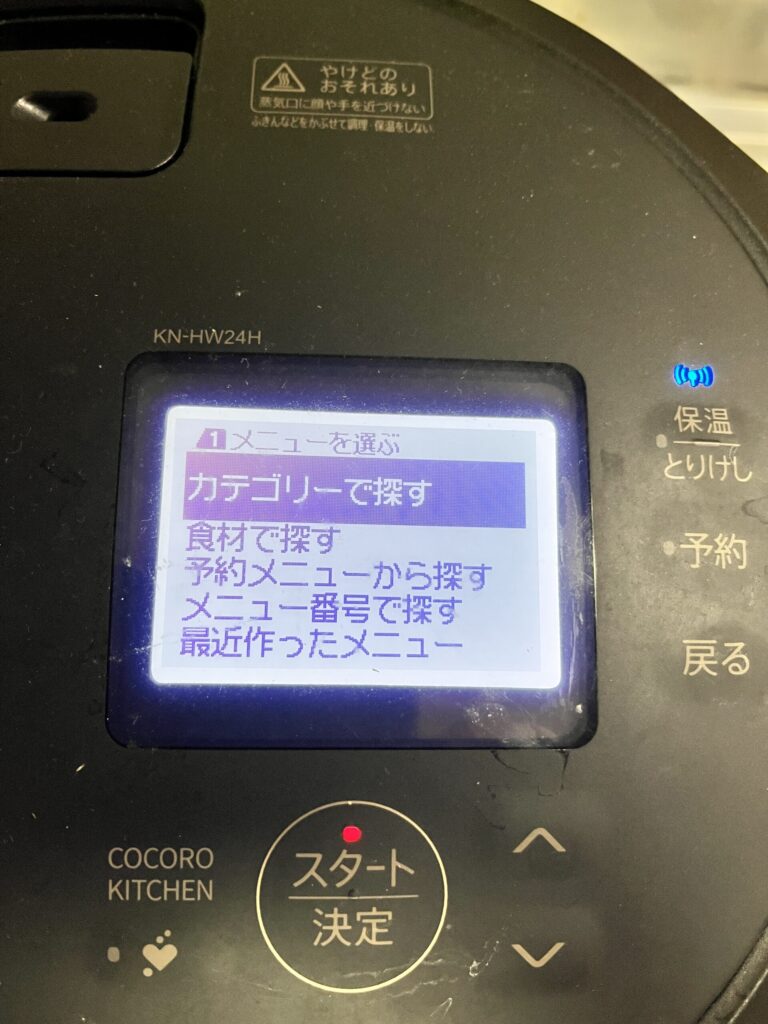 やけどの
おそれあり
蒸気口に顔や手を近づけない
ふきんなどをかぶせて調理・保温をしない
KN-HW24H
1 メニューを選ぶ
カテゴリーで探す
食材で探す
予約メニューから探す
メニュー番号で探す
最近作ったメニュー
保温
とりけし
予約
戻る
COCORO
KITCHEN
スタート
決定